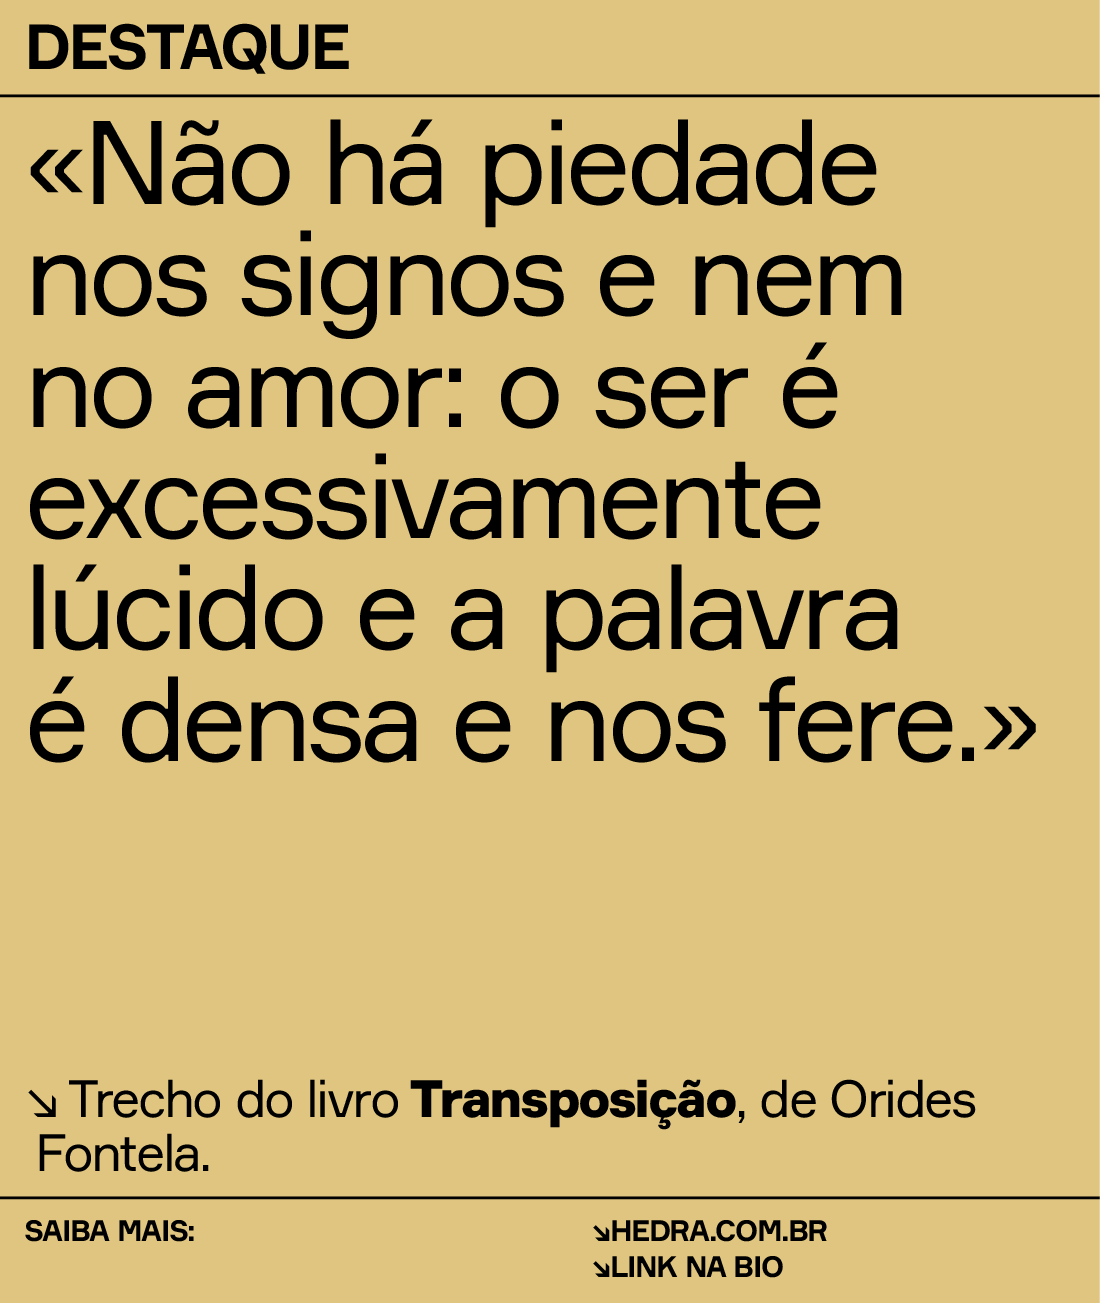 DESTAQUE
«Não há piedade
nos signos e nem
no amor: o ser é
excessivamente
lúcido e a palavra
é densa e nos fere.»
↘ Trecho do livro Transposição, de Orides
Fontela.
SAIBA MAIS:
↘HEDRA.COM.BR
↘LINK NA BIO